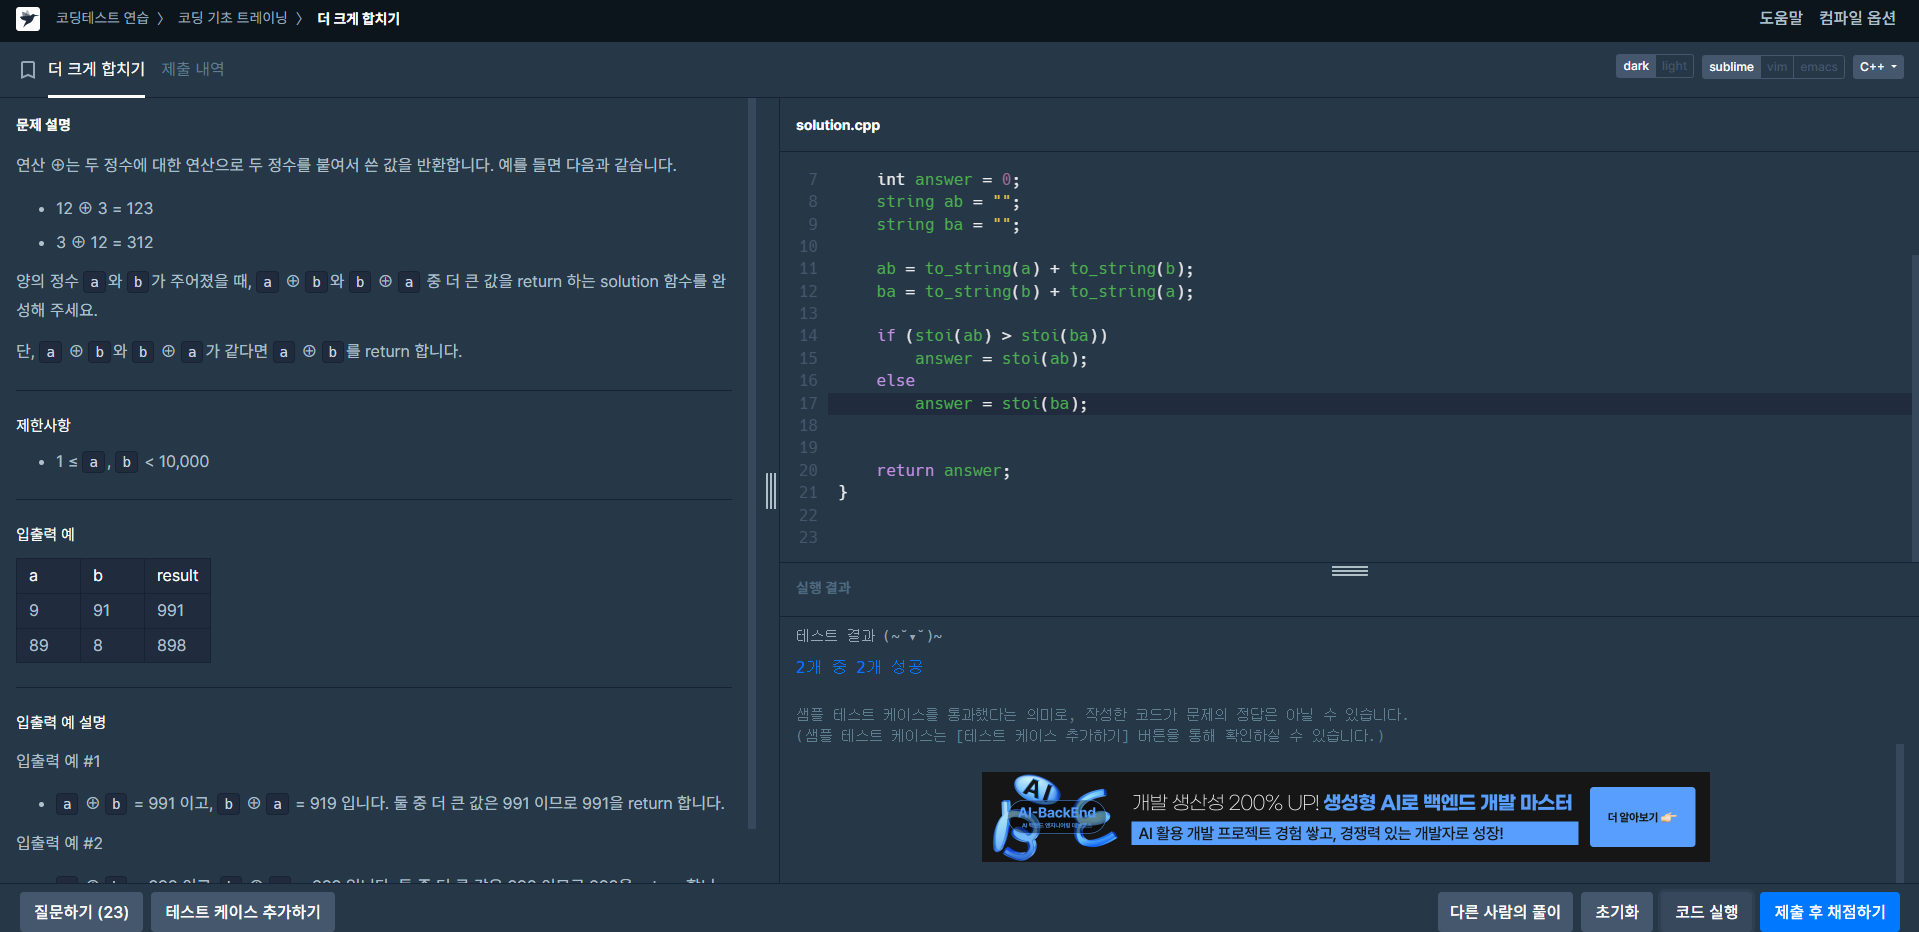 코딩테스트 연습 〉 코딩 기초 트레이닝 〉 더 크게 합치기
도움말 컴파일 옵션
더 크게 합치기 제출 내역
dark light sublime vim emacs C++
문제 설명
연산 ⊕는 두 정수에 대한 연산으로 두 정수를 붙여서 쓴 값을 반환합니다. 예를 들면 다음과 같습니다.
• 12 ⊕ 3 = 123
• 3 ⊕ 12 = 312
양의 정수 a와 b가 주어졌을 때, a ⊕ b와 b ⊕ a 중 더 큰 값을 return 하는 solution 함수를 완
성해 주세요.
단, a ⊕ b와 b ⊕ a가 같다면 a ⊕ b를 return 합니다.
제한사항
• 1 ≤ a, b < 10,000
입출력 예
a b result
9 91 991
89 8 898
입출력 예 설명
입출력 예 #1
• a ⊕ b = 991 이고, b ⊕ a = 919 입니다. 둘 중 더 큰 값은 991 이므로 991을 return 합니다.
입출력 예 #2
solution.cpp
7 int answer = 0;
8 string ab = "";
9 string ba = "";
10
11 ab = to_string(a) + to_string(b);
12 ba = to_string(b) + to_string(a);
13
14 if (stoi(ab) > stoi(ba))
15 answer = stoi(ab);
16 else
17 answer = stoi(ba);
18
19
20 return answer;
21 }
22
23
실행 결과
테스트 결과 (~˘▾˘)~
2개 중 2개 성공
샘플 테스트 케이스를 통과했다는 의미로, 작성한 코드가 문제의 정답은 아닐 수 있습니다.
(샘플 테스트 케이스는 [테스트 케이스 추가하기] 버튼을 통해 확인하실 수 있습니다.)
AI
AI-BackEnd
개발 생산성 200% UP! 생성형 AI로 백엔드 개발 마스터
AI 활용 개발 프로젝트 경험 쌓고, 경쟁력 있는 개발자로 성장!
더 알아보기 👉🏻
질문하기 (23) 테스트 케이스 추가하기
다른 사람의 풀이 초기화 코드 실행 제출 후 채점하기